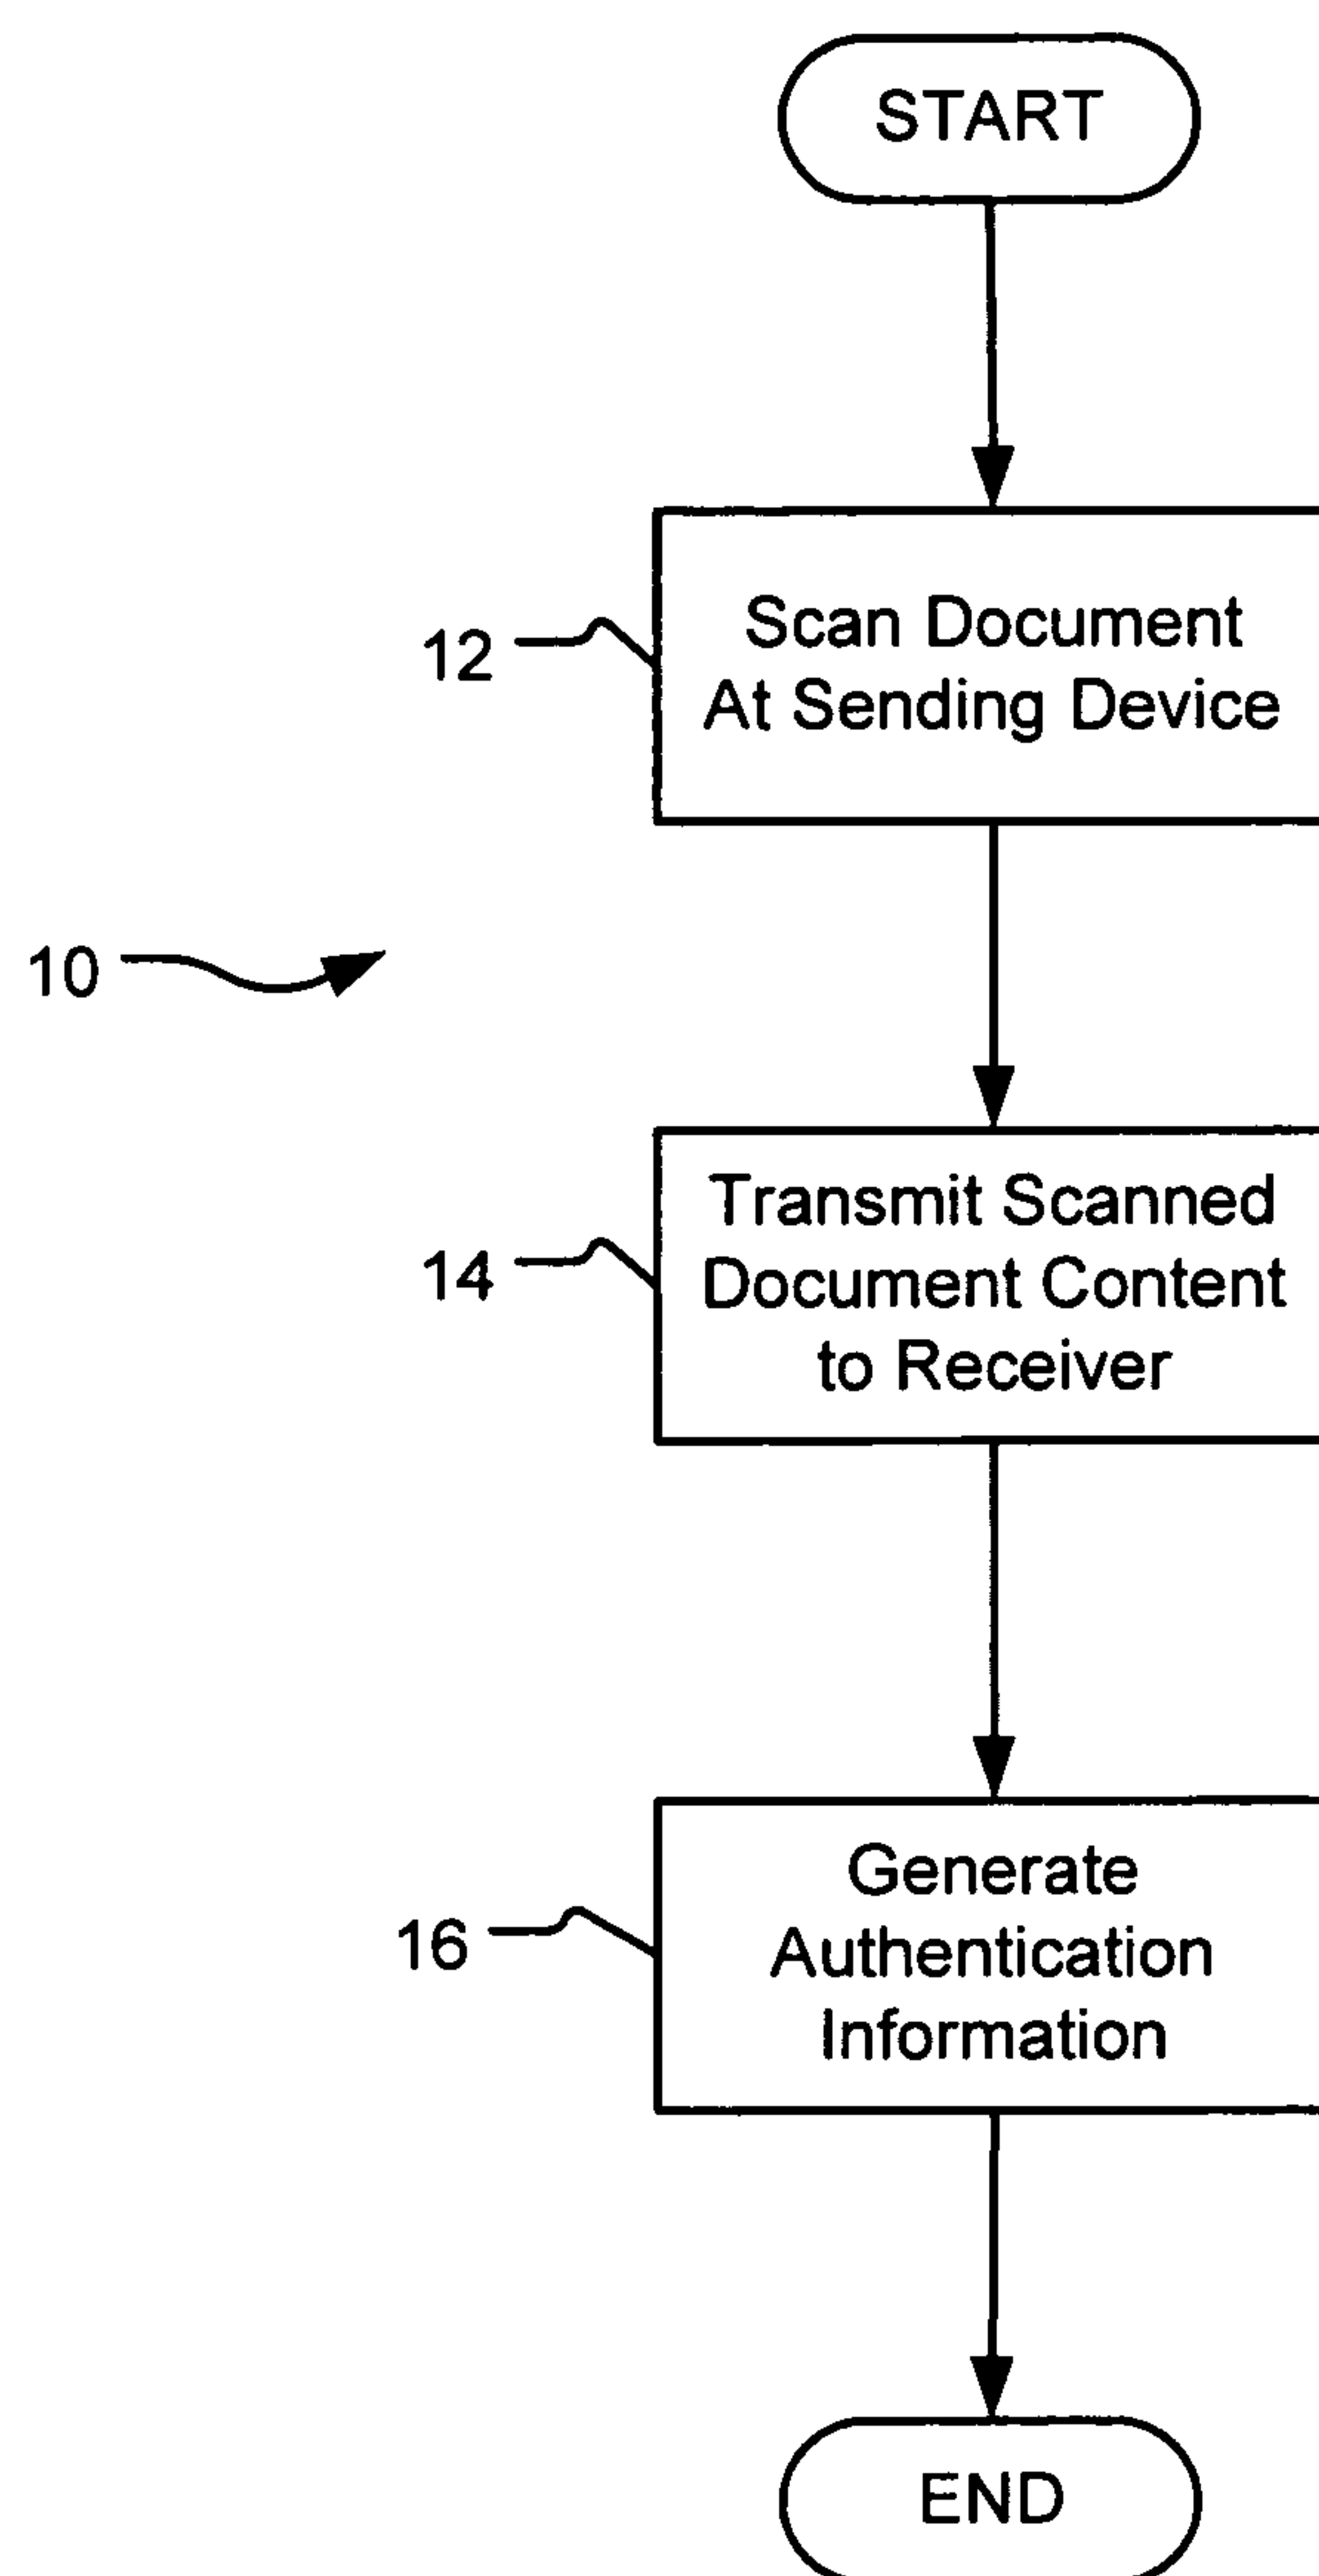 START
12
Scan Document
At Sending Device
10
14
Transmit Scanned
Document Content
to Receiver
16
Generate
Authentication
Information
END